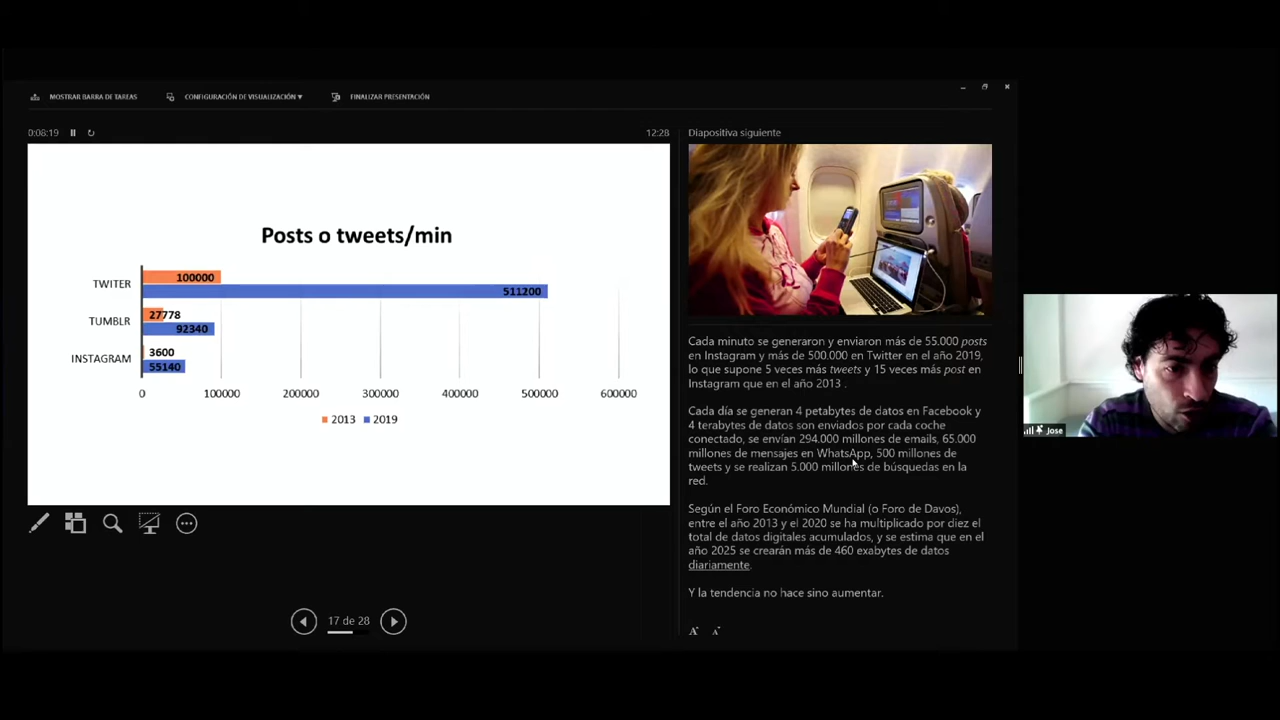 MOSTRAR BARRA DE TAREAS
CONFIGURACIÓN DE VISUALIZACIÓN ▾
FINALIZAR PRESENTACIÓN
0:08:19
12:28
Posts o tweets/min
TWITER
100000
511200
TUMBLR
27778
92340
INSTAGRAM
3600
55140
0 100000 200000 300000 400000 500000 600000
2013 2019
17 de 28
Diapositiva siguiente
Cada minuto se generaron y enviaron más de 55.000 posts
en Instagram y más de 500.000 en Twitter en el año 2019,
lo que supone 5 veces más tweets y 15 veces más post en
Instagram que en el año 2013 .
Cada día se generan 4 petabytes de datos en Facebook y
4 terabytes de datos son enviados por cada coche
conectado, se envían 294.000 millones de emails, 65.000
millones de mensajes en WhatsApp, 500 millones de
tweets y se realizan 5.000 millones de búsquedas en la
red.
Según el Foro Económico Mundial (o Foro de Davos),
entre el año 2013 y el 2020 se ha multiplicado por diez el
total de datos digitales acumulados, y se estima que en el
año 2025 se crearán más de 460 exabytes de datos
diariamente.
Y la tendencia no hace sino aumentar.
A A
Jose